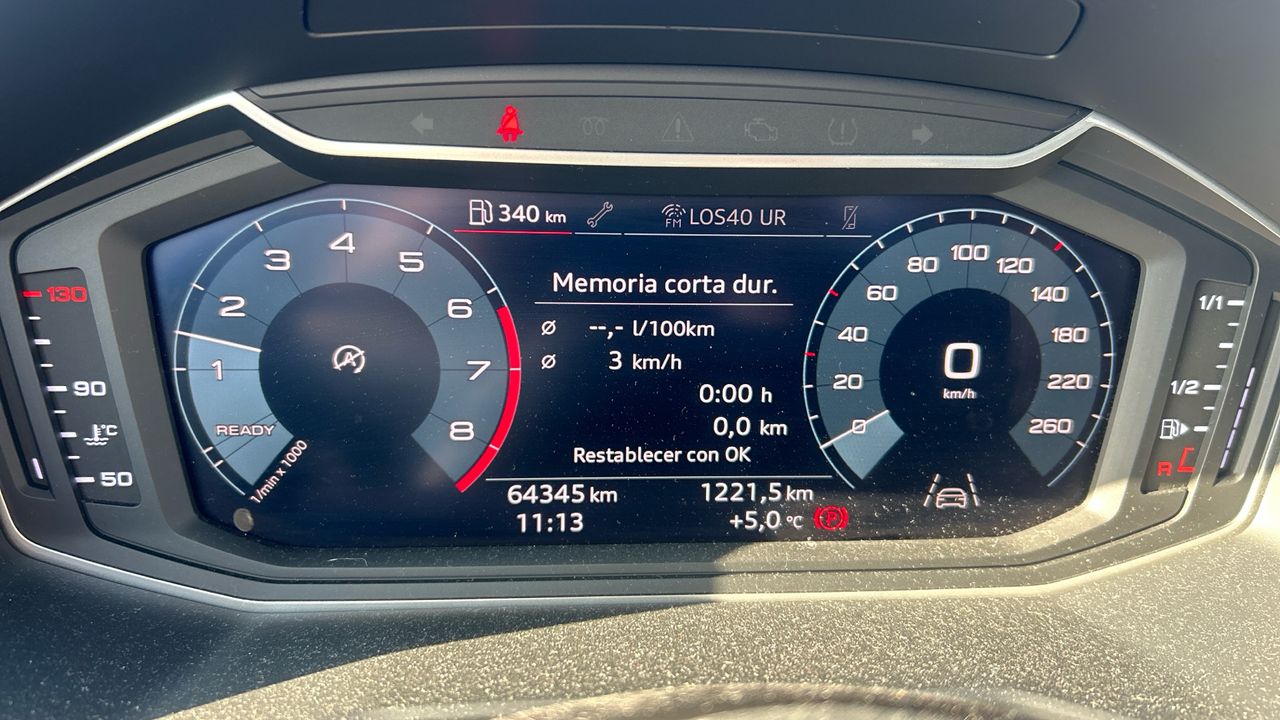 340 km
FM LOS40 UR
Memoria corta dur.
ø --,- l/100km
ø 3 km/h
0:00 h
0,0 km
Restablecer con OK
64345 km 1221,5 km
11:13 +5,0 °C
P
1 2 3 4 5 6 7 8
READY
1/min x 1000
A
0 20 40 60 80 100 120 140 180 220 260
0
km/h
130
90
°C
50
1/1
1/2
R